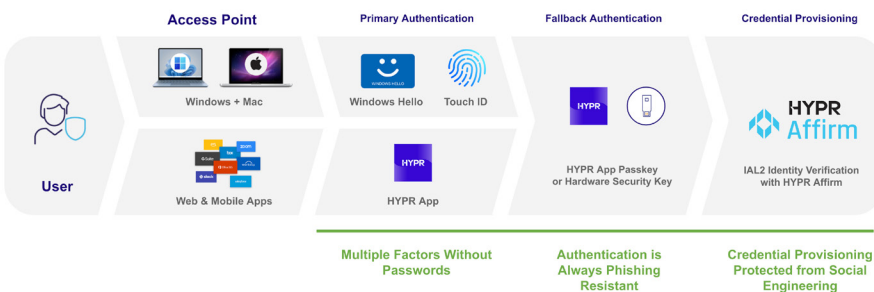 Access Point
Primary Authentication
Fallback Authentication
Credential Provisioning
User
Windows + Mac
WINDOWS HELLO
Windows Hello
Touch ID
HYPR
HYPR
Affirm
Web & Mobile Apps
HYPR
HYPR App
HYPR App Passkey
or Hardware Security Key
IAL2 Identity Verification
with HYPR Affirm
Multiple Factors Without
Passwords
Authentication is
Always Phishing
Resistant
Credential Provisioning
Protected from Social
Engineering